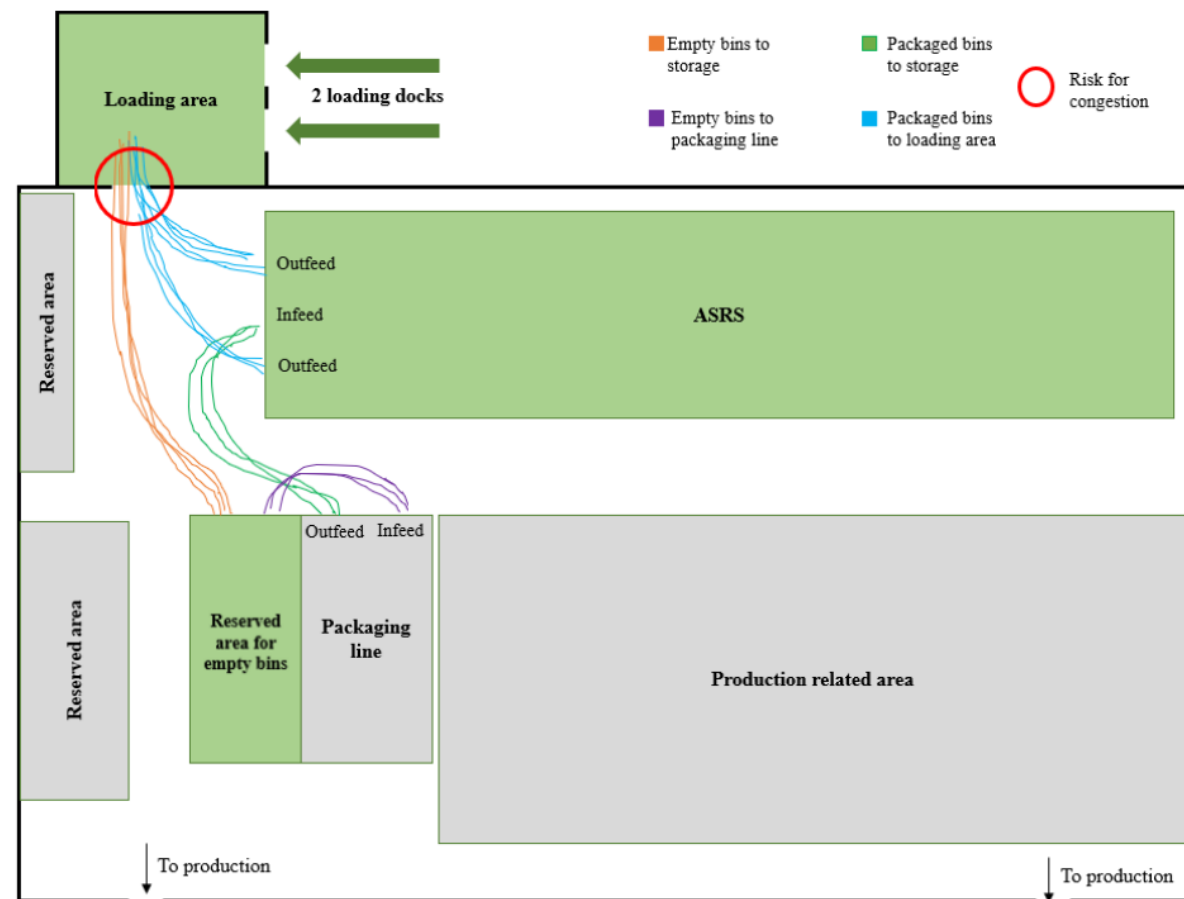 Loading area
2 loading docks
Empty bins to
storage
Packaged bins
to storage
Risk for
congestion
Empty bins to
packaging line
Packaged bins
to loading area
Reserved area
Outfeed
Infeed
Outfeed
ASRS
Reserved area
Reserved
area for
empty bins
Outfeed
Infeed
Packaging
line
Production related area
To production
To production